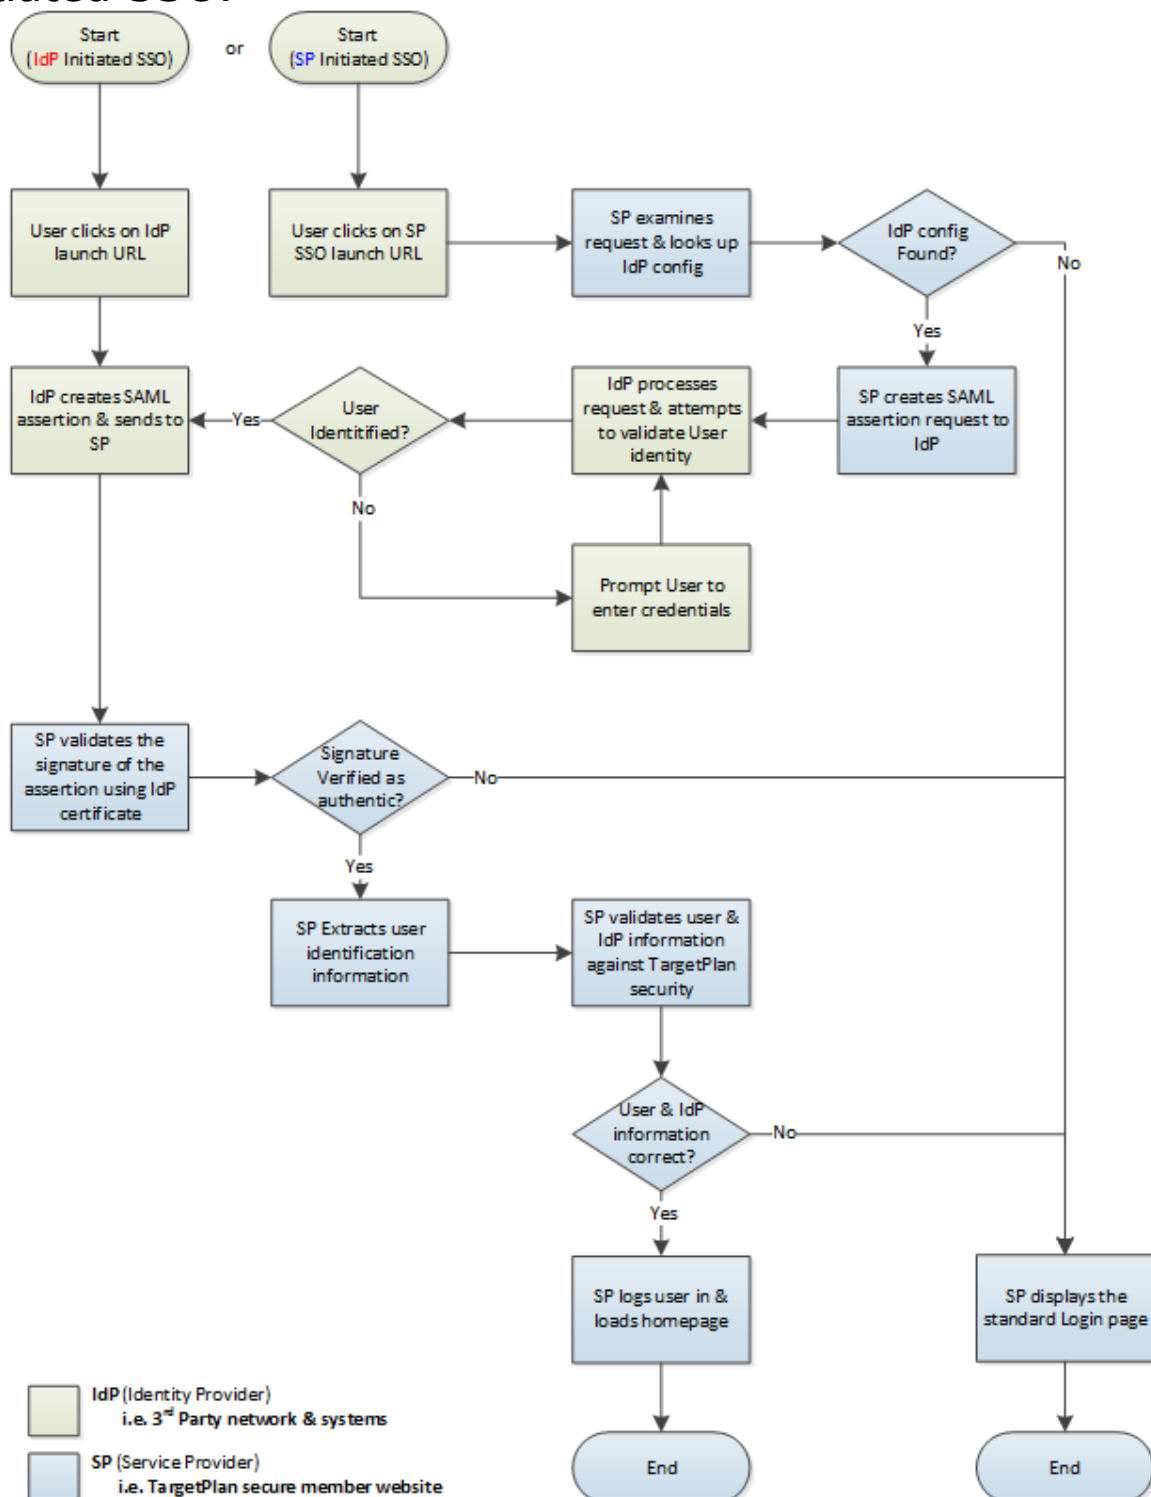 Start
(IdP Initiated SSO)
or
Start
(SP Initiated SSO)
User clicks on IdP
launch URL
User clicks on SP
SSO launch URL
SP examines
request & looks up
IdP config
IdP config
Found?
No
Yes
IdP creates SAML
assertion & sends to
SP
Yes
User
Identitified?
IdP processes
request & attempts
to validate User
identity
SP creates SAML
assertion request to
IdP
No
Prompt User to
enter credentials
SP validates the
signature of the
assertion using IdP
certificate
Signature
Verified as
authentic?
No
Yes
SP Extracts user
identification
information
SP validates user &
IdP information
against TargetPlan
security
User & IdP
information
correct?
No
Yes
SP logs user in &
loads homepage
SP displays the
standard Login page
IdP (Identity Provider)
i.e. 3rd Party network & systems
SP (Service Provider)
i.e. TargetPlan secure member website
End
End